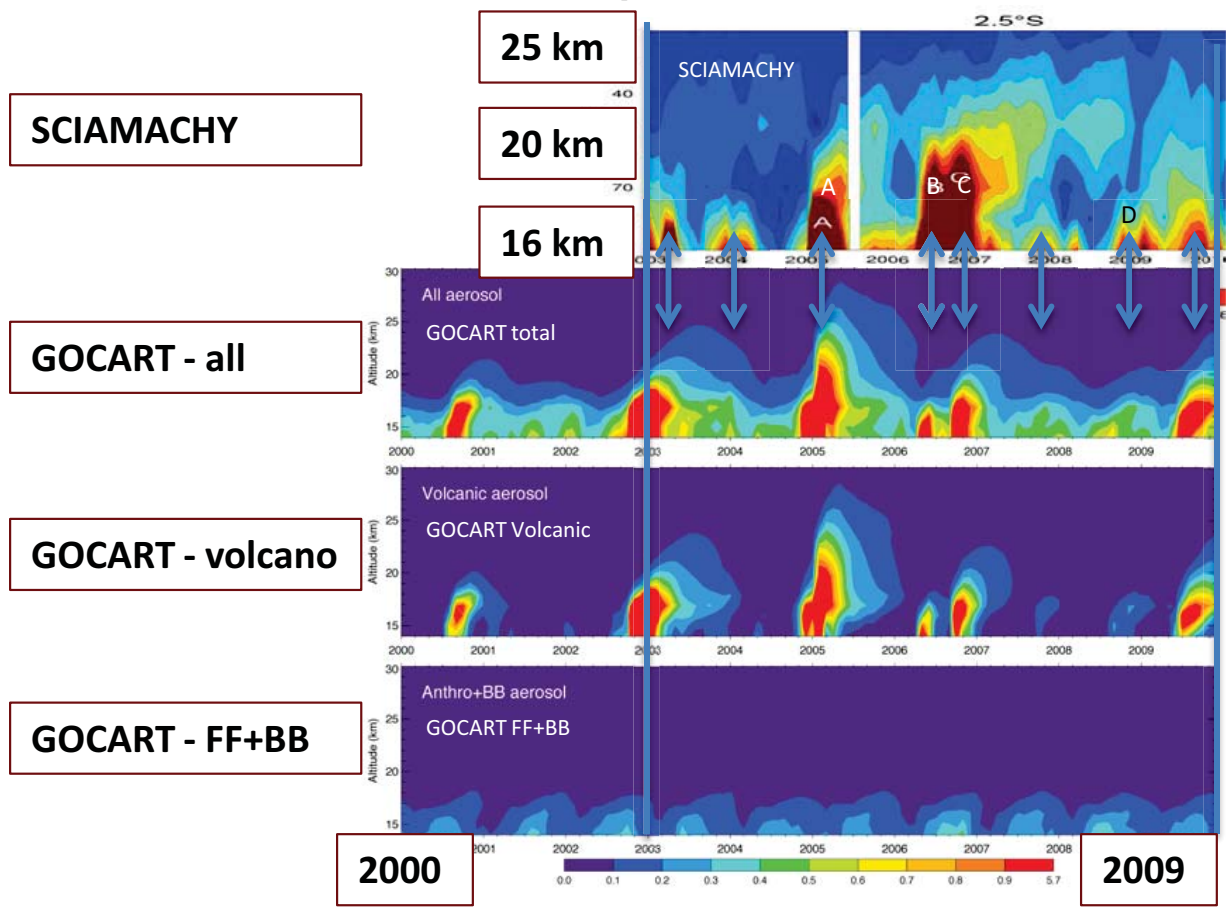 2.5°S
25 km
SCIAMACHY
40
SCIAMACHY
20 km
70
A
B
C
A
D
16 km
2004
2006
2007
2008
2009
30
All aerosol
GOCART total
GOCART - all
Altitude (km)
25
20
15
2000 2001 2002 2003 2004 2005 2006 2007 2008 2009
30
Volcanic aerosol
GOCART Volcanic
GOCART - volcano
Altitude (km)
25
20
15
2000 2001 2002 2003 2004 2005 2006 2007 2008 2009
30
Anthro+BB aerosol
GOCART FF+BB
GOCART - FF+BB
Altitude (km)
25
20
15
2001 2002 2003 2004 2005 2006 2007 2008
2000
0.0 0.1 0.2 0.3 0.4 0.5 0.6 0.7 0.8 0.9 5.7
2009